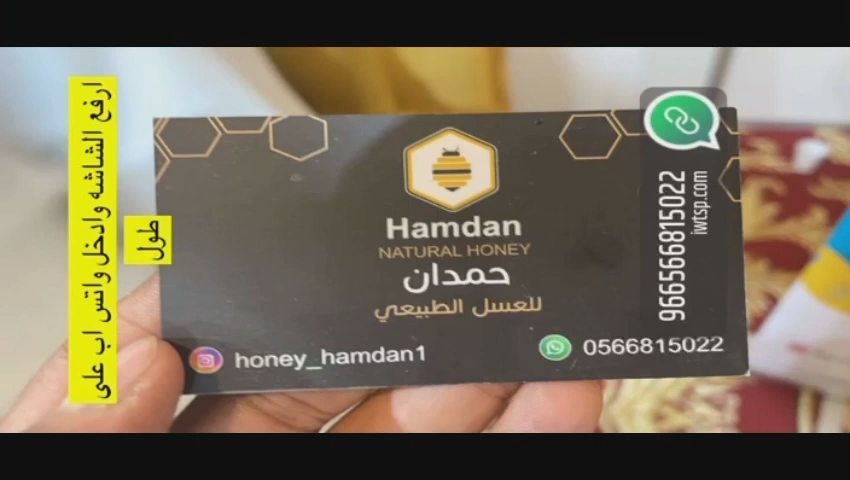 ارفع الشاشه وادخل واتس اب على
طول
Hamdan
NATURAL HONEY
حمدان
للعسل الطبيعي
honey_hamdan1
0566815022
966566815022
iwtsp.com